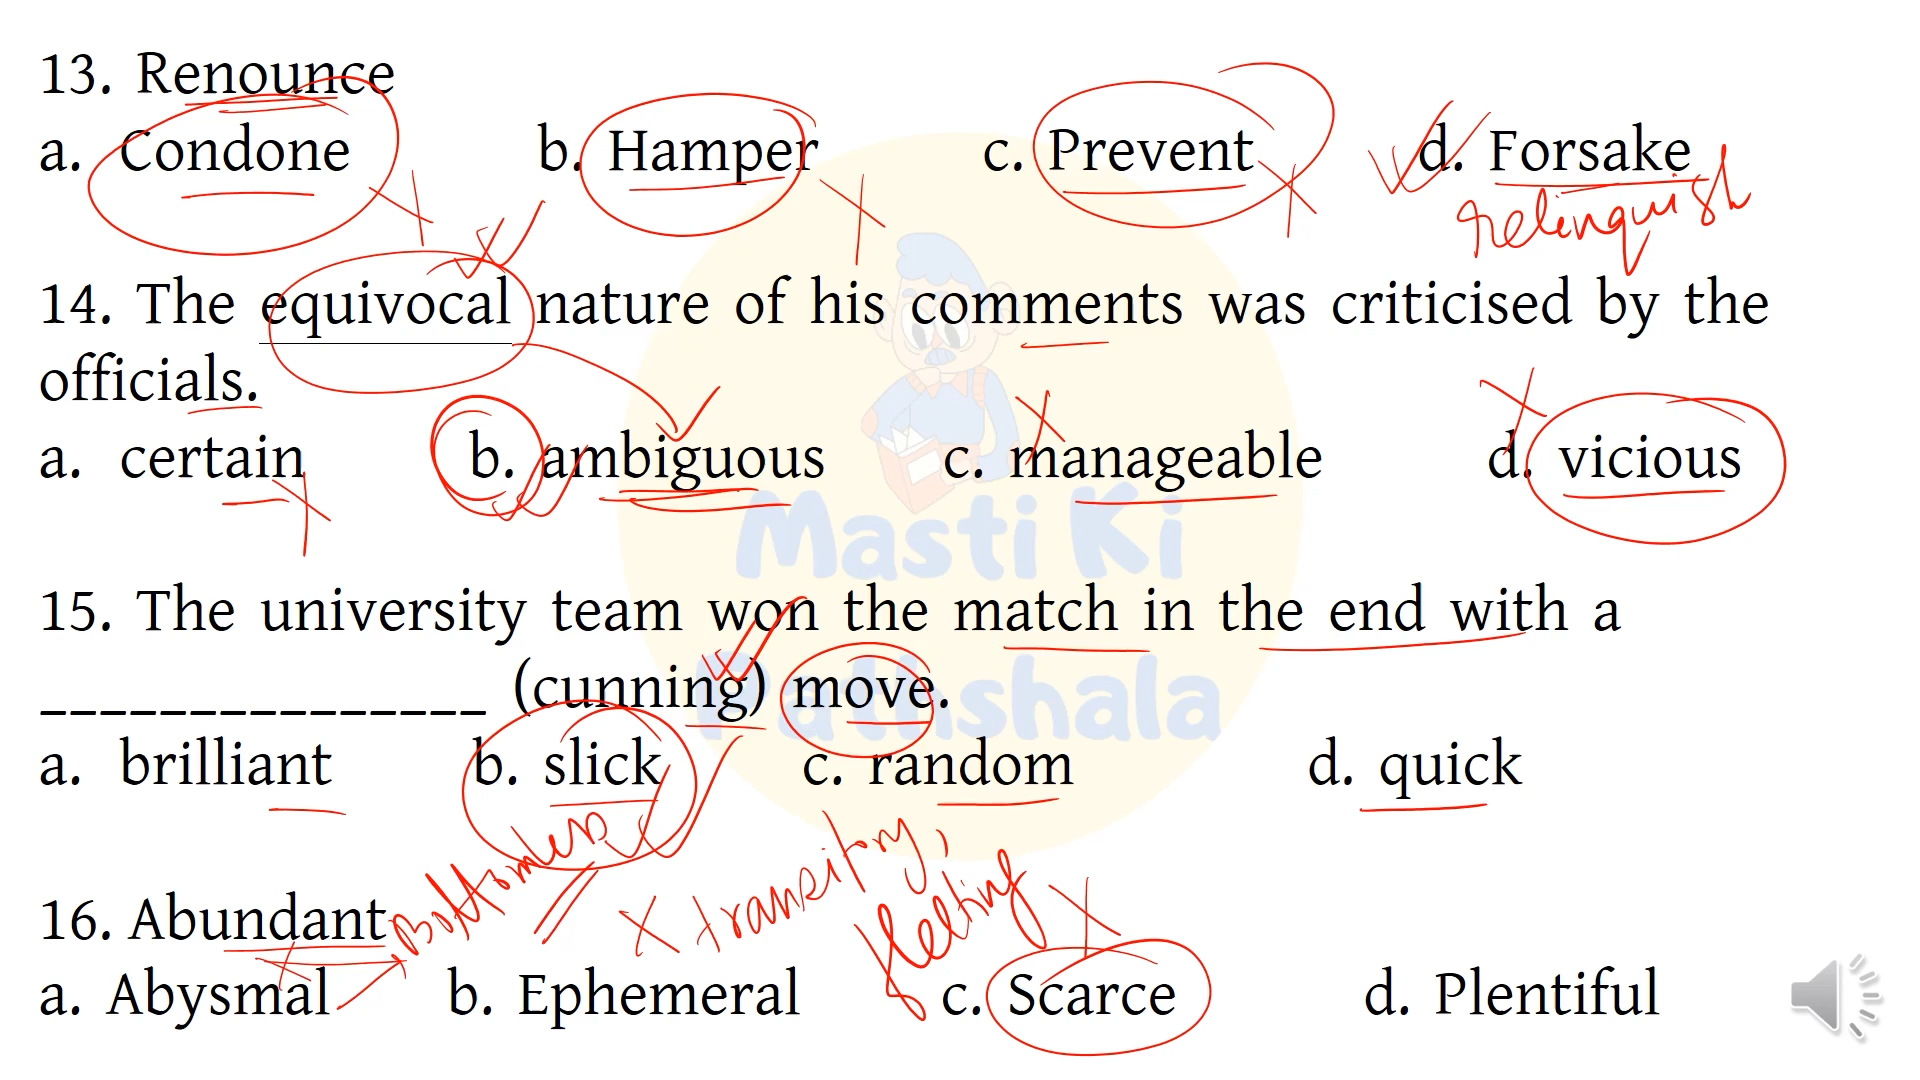 13. Renounce
a. Condone b. Hamper c. Prevent d. Forsake
relinquish
14. The equivocal nature of his comments was criticised by the
officials.
a. certain b. ambiguous c. manageable d. vicious
Masti Ki
15. The university team won the match in the end with a
_______________ (cunning) move.
Pathshala
a. brilliant b. slick c. random d. quick
Bottomless transitory,
fleeting
16. Abundant
a. Abysmal b. Ephemeral c. Scarce d. Plentiful